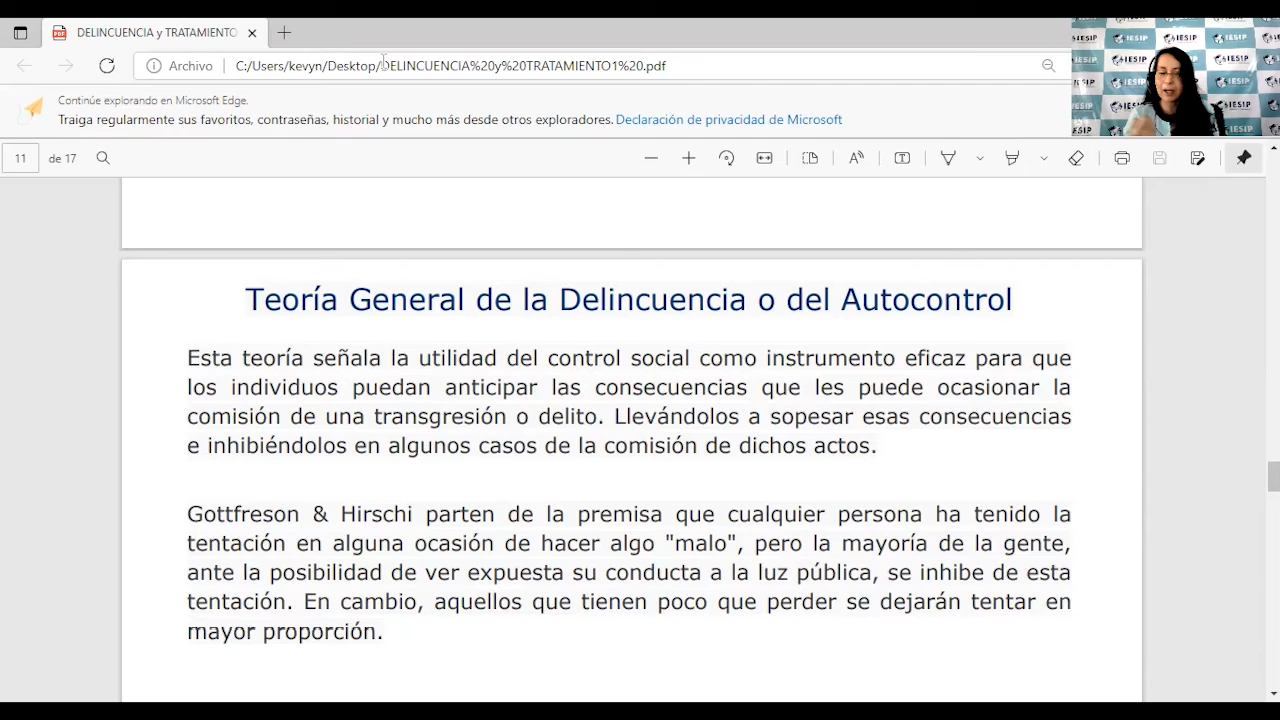 DELINCUENCIA y TRATAMIENTO
Archivo
C:/Users/kevyn/Desktop/DELINCUENCIA%20y%20TRATAMIENTO1%20.pdf
Continúe explorando en Microsoft Edge.
Traiga regularmente sus favoritos, contraseñas, historial y mucho más desde otros exploradores. Declaración de privacidad de Microsoft
11 de 17
IESIP
Teoría General de la Delincuencia o del Autocontrol
Esta teoría señala la utilidad del control social como instrumento eficaz para que
los individuos puedan anticipar las consecuencias que les puede ocasionar la
comisión de una transgresión o delito. Llevándolos a sopesar esas consecuencias
e inhibiéndolos en algunos casos de la comisión de dichos actos.
Gottfreson & Hirschi parten de la premisa que cualquier persona ha tenido la
tentación en alguna ocasión de hacer algo "malo", pero la mayoría de la gente,
ante la posibilidad de ver expuesta su conducta a la luz pública, se inhibe de esta
tentación. En cambio, aquellos que tienen poco que perder se dejarán tentar en
mayor proporción.